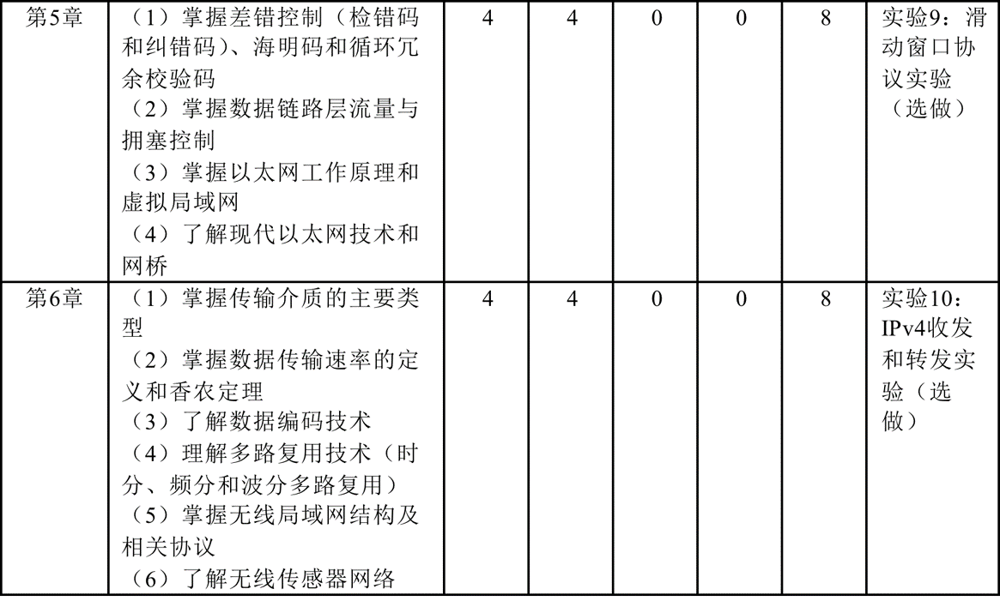 第5章
（1）掌握差错控制（检错码
和纠错码）、海明码和循环冗
余校验码
（2）掌握数据链路层流量与
拥塞控制
（3）掌握以太网工作原理和
虚拟局域网
（4）了解现代以太网技术和
网桥
4
4
0
0
8
实验9：滑
动窗口协
议实验
（选做）
第6章
（1）掌握传输介质的主要类
型
（2）掌握数据传输速率的定
义和香农定理
（3）了解数据编码技术
（4）理解多路复用技术（时
分、频分和波分多路复用）
（5）掌握无线局域网结构及
相关协议
（6）了解无线传感器网络
4
4
0
0
8
实验10：
IPv4收发
和转发实
验（选
做）